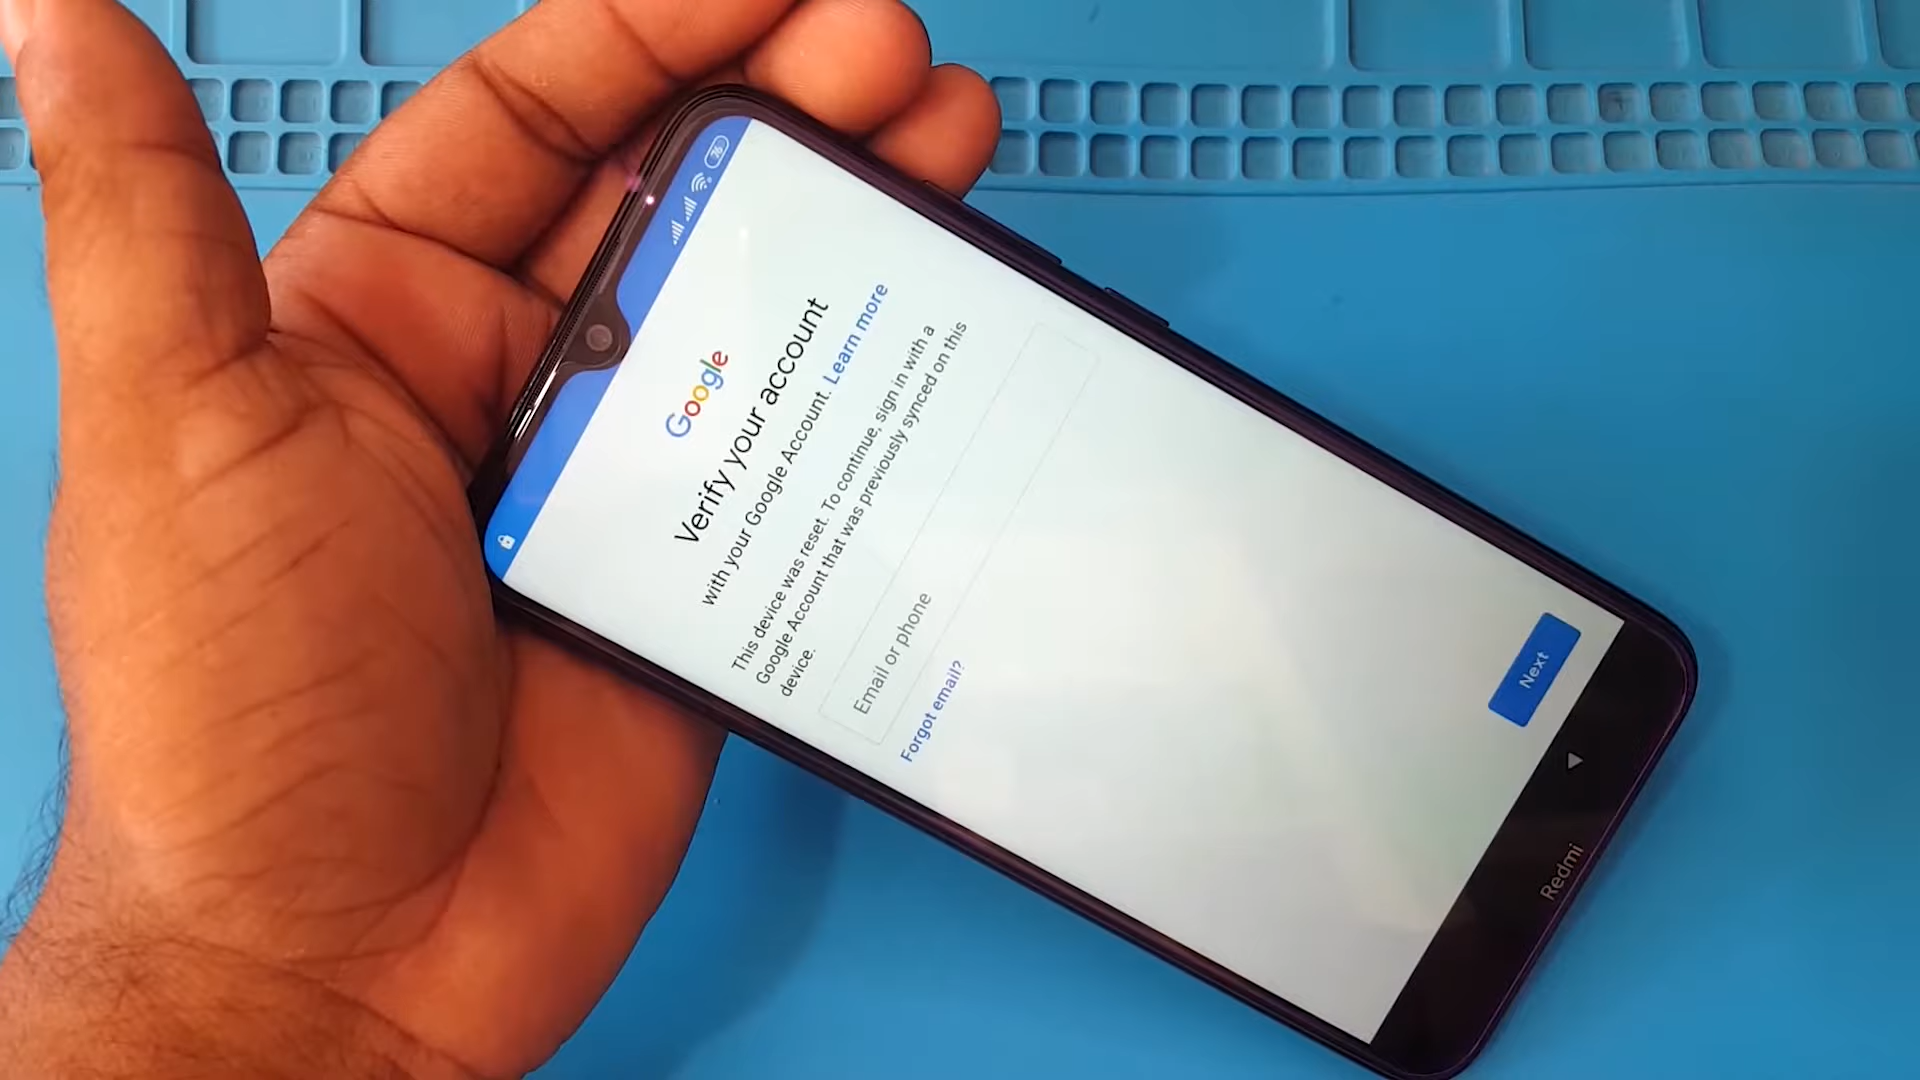 36
Google
Verify your account
with your Google Account. Learn more
This device was reset. To continue, sign in with a
Google Account that was previously synced on this
device.
Email or phone
Forgot email?
Next
Redmi